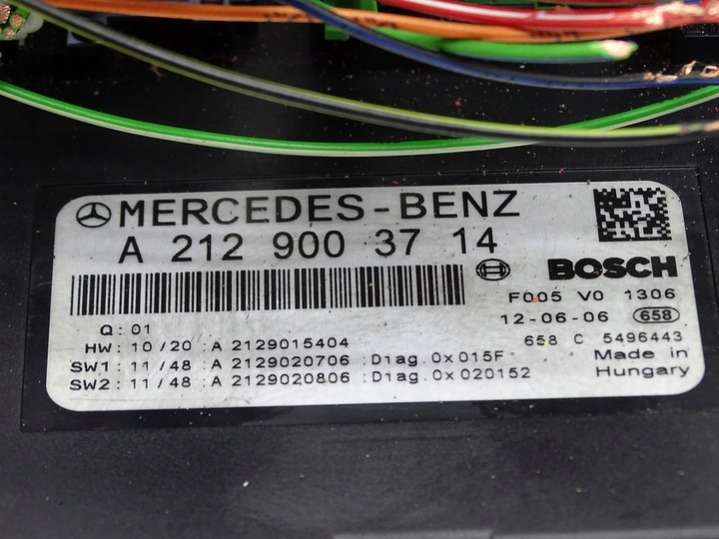 MERCEDES-BENZ
A 212 900 37 14
BOSCH
F005 V0 1306
Q: 01
12-06-06 658
HW: 10/20 :A 2129015404
658 C 5496443
SW1: 11/48 :A 2129020706 :Diag.0x015F
Made in
SW2: 11/48 :A 2129020806 :Diag.0x020152
Hungary